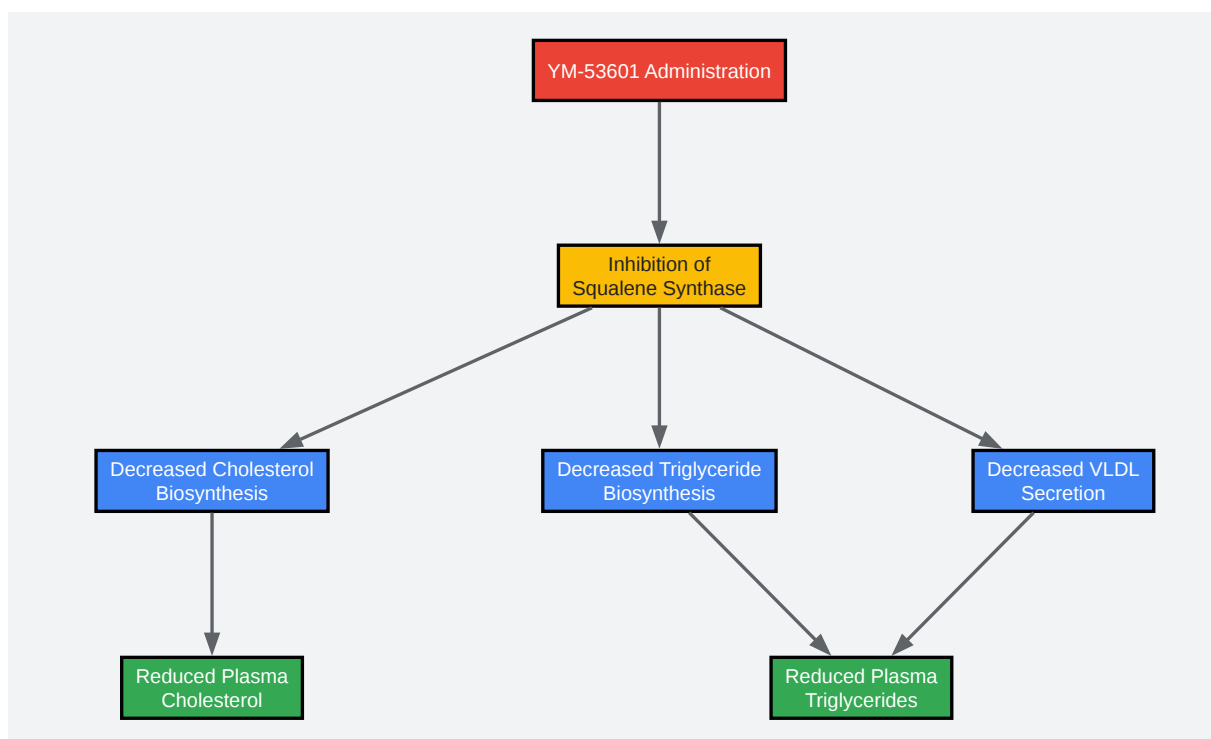 YM-53601 Administration
Inhibition of
Squalene Synthase
Decreased Cholesterol
Biosynthesis
Decreased Triglyceride
Biosynthesis
Decreased VLDL
Secretion
Reduced Plasma
Cholesterol
Reduced Plasma
Triglycerides